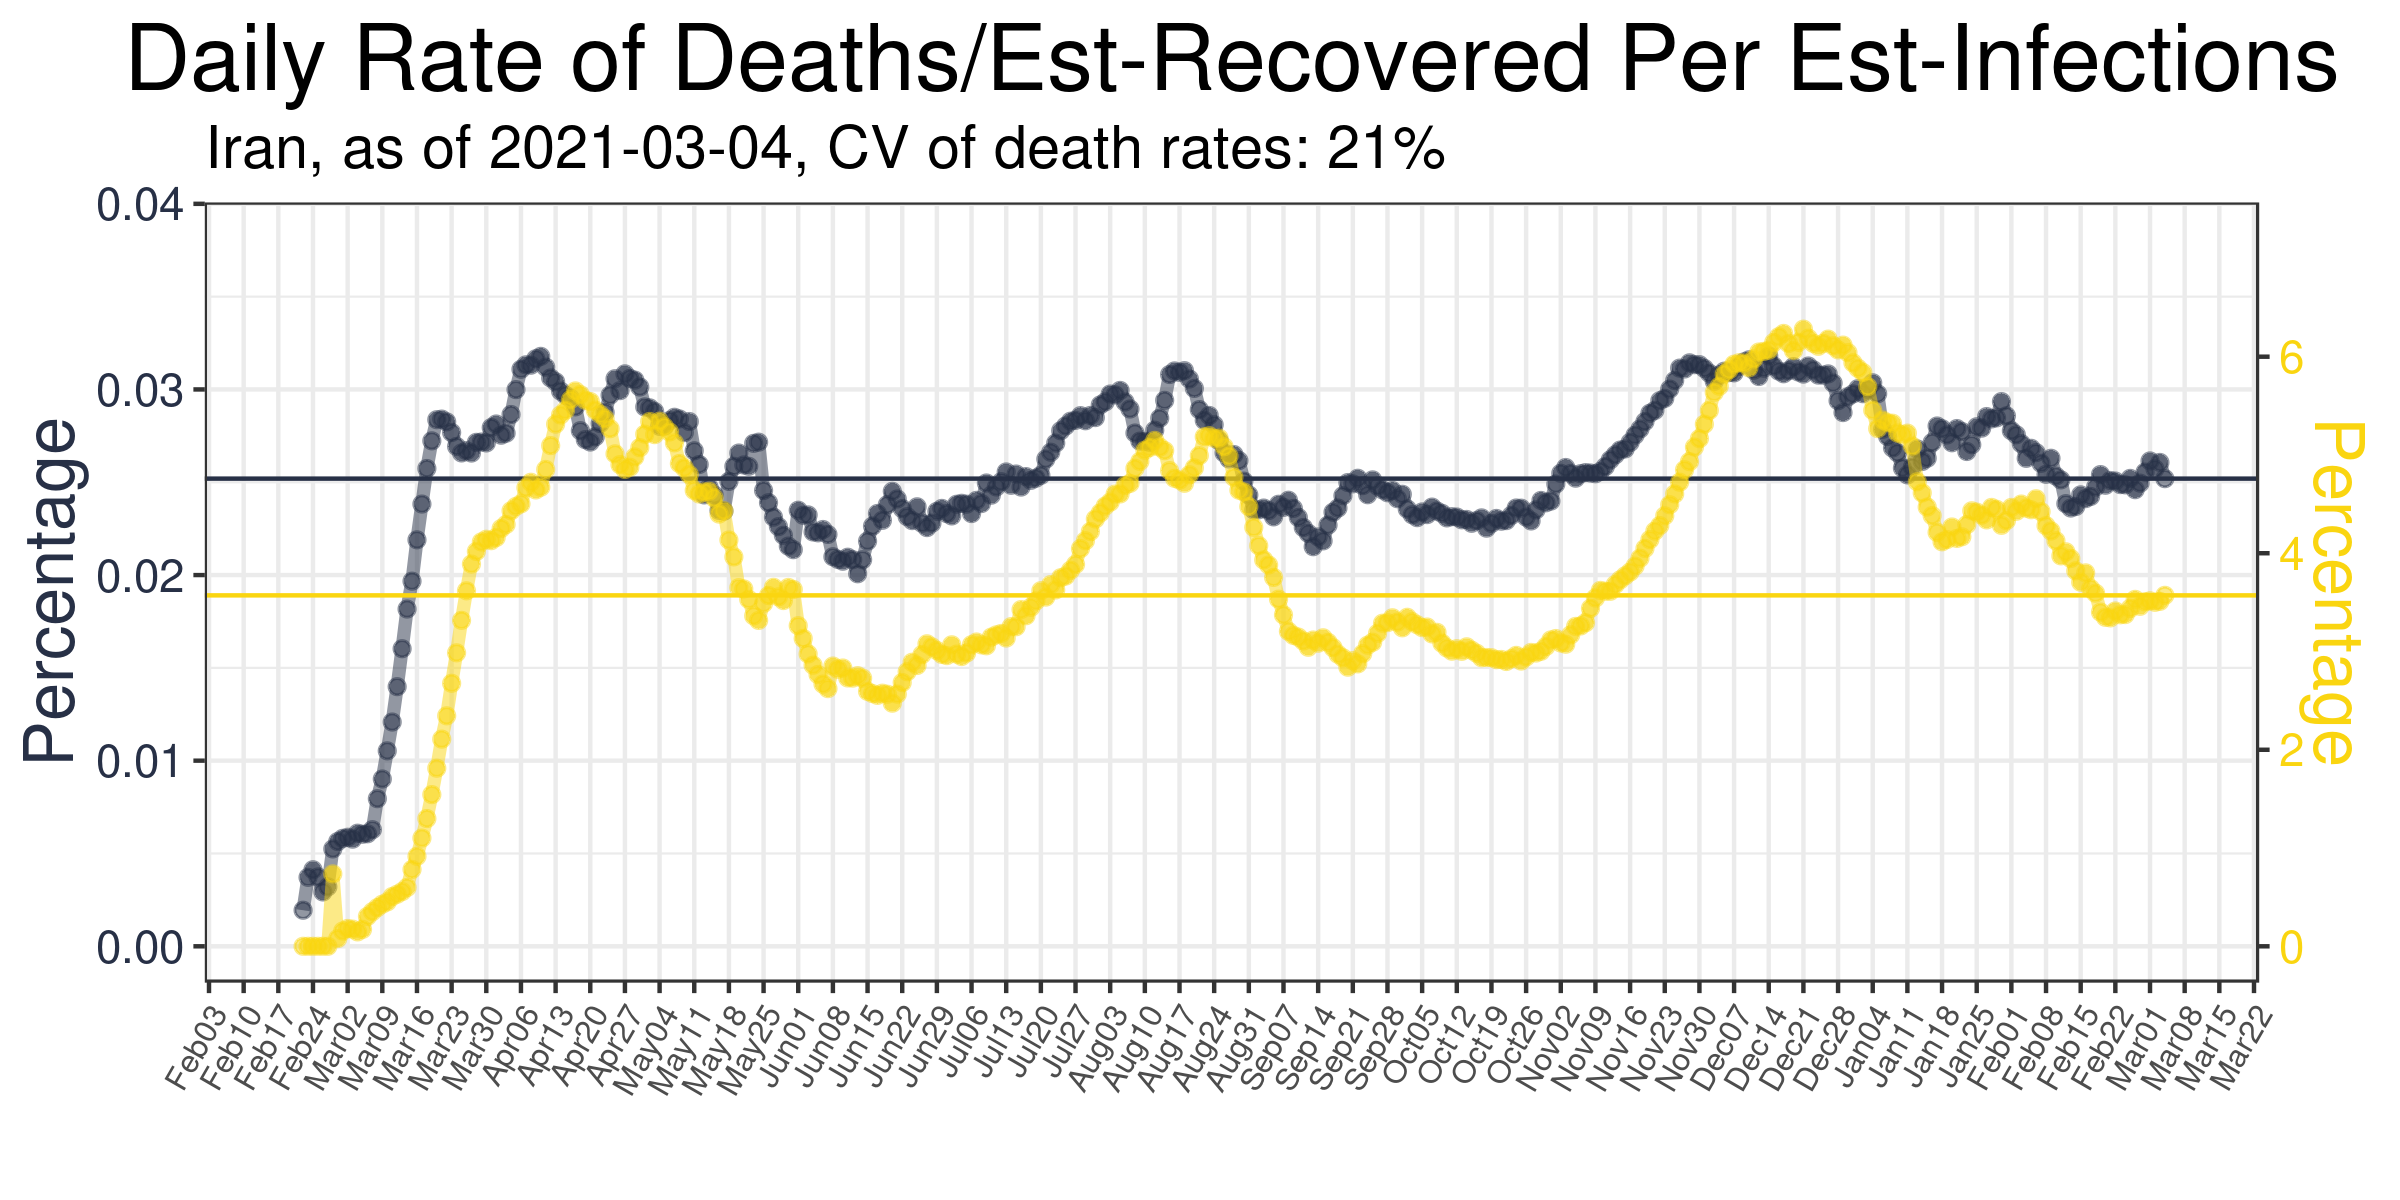 Daily Rate of Deaths/Est-Recovered Per Est-Infections
Iran, as of 2021-03-04, CV of death rates: 21%
0.04
0.03
0.02
0.01
0.00
Percentage
6
4
2
0
Percentage
Feb03
Feb10
Feb17
Feb24
Mar02
Mar09
Mar16
Mar23
Mar30
Apr06
Apr13
Apr20
Apr27
May04
May11
May18
May25
Jun01
Jun08
Jun15
Jun22
Jun29
Jul06
Jul13
Jul20
Jul27
Aug03
Aug10
Aug17
Aug24
Aug31
Sep07
Sep14
Sep21
Sep28
Oct05
Oct12
Oct19
Oct26
Nov02
Nov09
Nov16
Nov23
Nov30
Dec07
Dec14
Dec21
Dec28
Jan04
Jan11
Jan18
Jan25
Feb01
Feb08
Feb15
Feb22
Mar01
Mar08
Mar15
Mar22